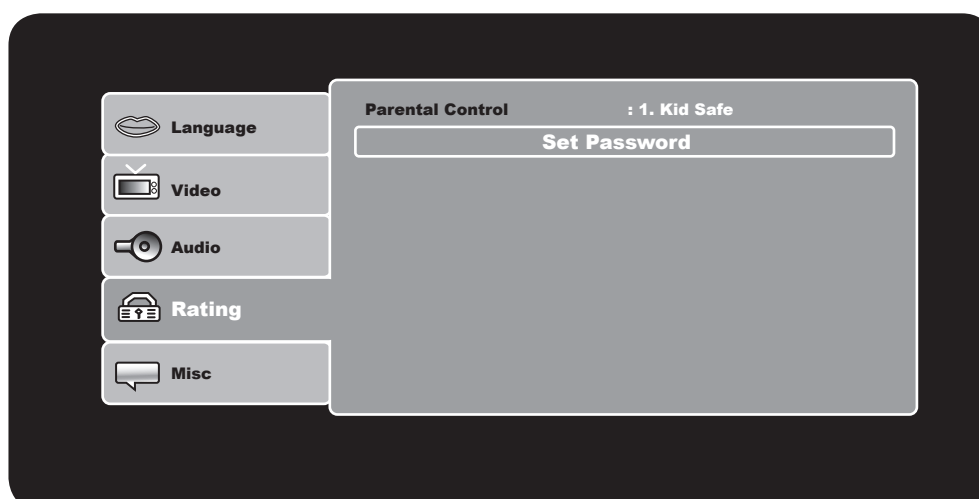 Language
Video
Audio
Rating
Misc
Parental Control : 1. Kid Safe
Set Password